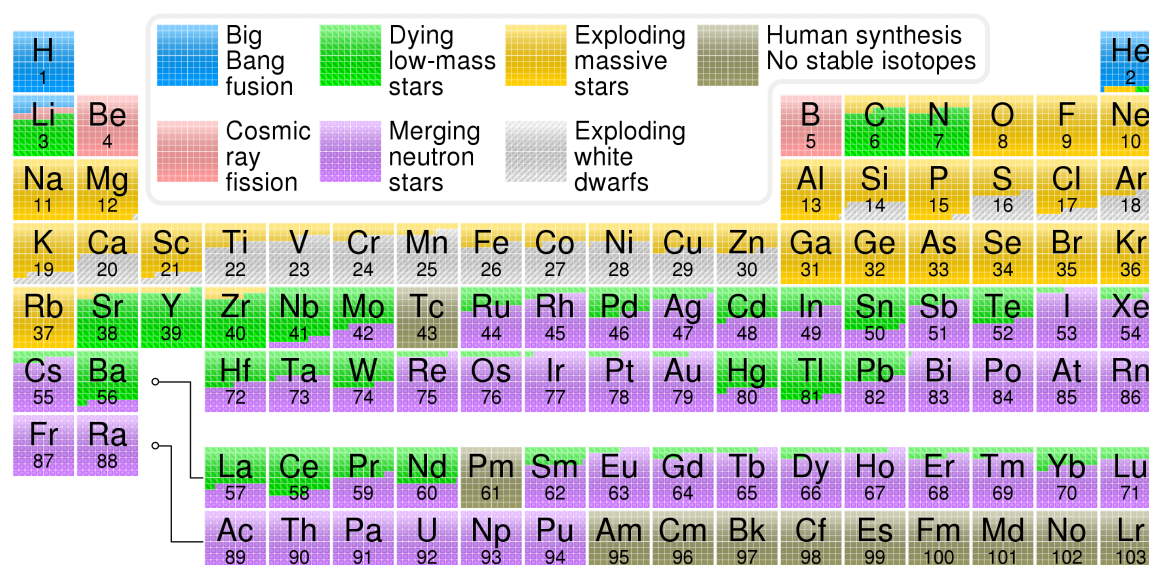 Big
Bang
fusion
Dying
low-mass
stars
Exploding
massive
stars
Human synthesis
No stable isotopes
Cosmic
ray
fission
Merging
neutron
stars
Exploding
white
dwarfs
H He
1 2
Li Be B C N O F Ne
3 4 5 6 7 8 9 10
Na Mg Al Si P S Cl Ar
11 12 13 14 15 16 17 18
K Ca Sc Ti V Cr Mn Fe Co Ni Cu Zn Ga Ge As Se Br Kr
19 20 21 22 23 24 25 26 27 28 29 30 31 32 33 34 35 36
Rb Sr Y Zr Nb Mo Tc Ru Rh Pd Ag Cd In Sn Sb Te I Xe
37 38 39 40 41 42 43 44 45 46 47 48 49 50 51 52 53 54
Cs Ba Hf Ta W Re Os Ir Pt Au Hg Tl Pb Bi Po At Rn
55 56 72 73 74 75 76 77 78 79 80 81 82 83 84 85 86
Fr Ra
87 88
La Ce Pr Nd Pm Sm Eu Gd Tb Dy Ho Er Tm Yb Lu
57 58 59 60 61 62 63 64 65 66 67 68 69 70 71
Ac Th Pa U Np Pu Am Cm Bk Cf Es Fm Md No Lr
89 90 91 92 93 94 95 96 97 98 99 100 101 102 103